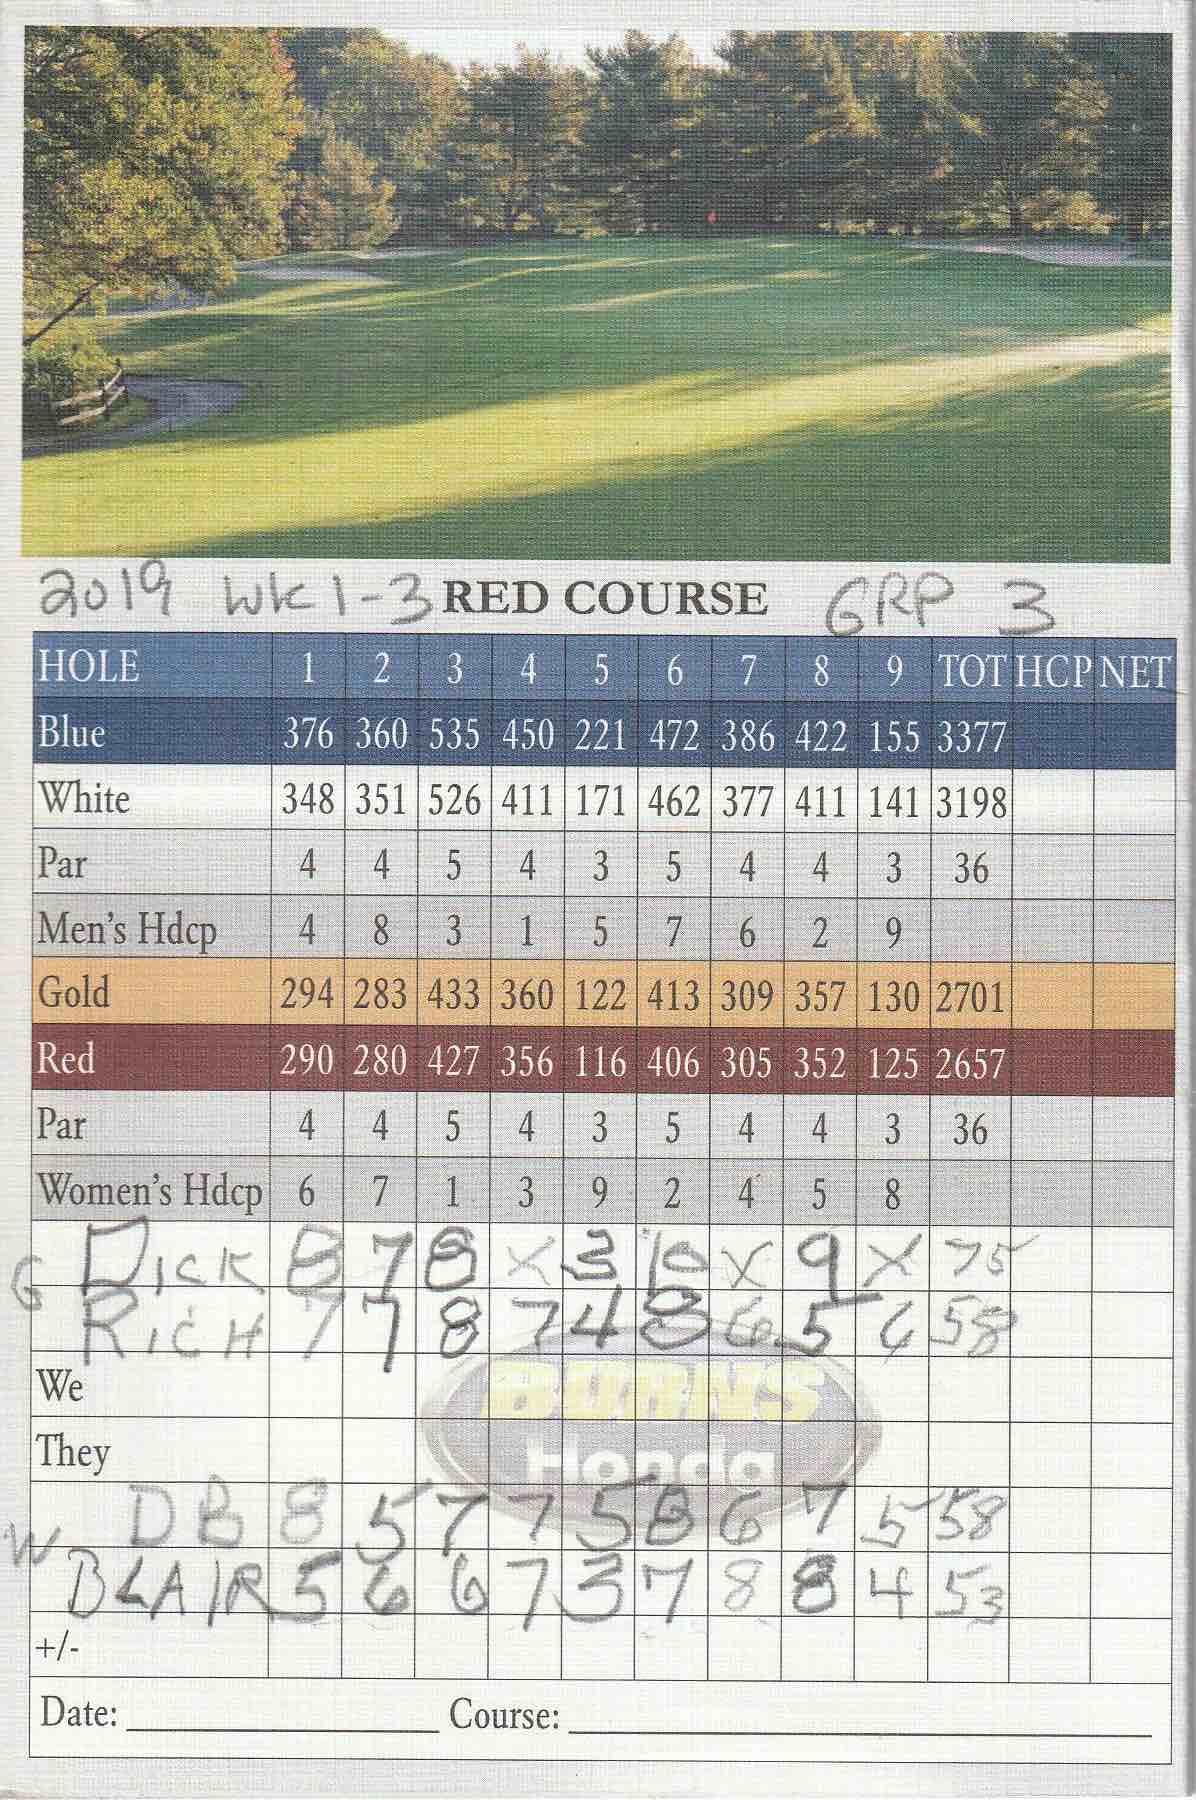 2019 WK 1-3 RED COURSE GRP 3
HOLE 1 2 3 4 5 6 7 8 9 TOT HCP NET
Blue 376 360 535 450 221 472 386 422 155 3377
White 348 351 526 411 171 462 377 411 141 3198
Par 4 4 5 4 3 5 4 4 3 36
Men's Hdcp 4 8 3 1 5 7 6 2 9
Gold 294 283 433 360 122 413 309 357 130 2701
Red 290 280 427 356 116 406 305 352 125 2657
Par 4 4 5 4 3 5 4 4 3 36
Women's Hdcp 6 7 1 3 9 2 4 5 8
G DICK 8 7 8 X 3 10 X 9 X 75
RICH 7 7 8 7 4 8 6 5 6 58
We
BURNS
They
Honda
W DB 8 5 7 7 5 8 6 7 5 58
BLAIR 5 6 6 7 3 7 8 8 4 53
+/-
Date: Course: